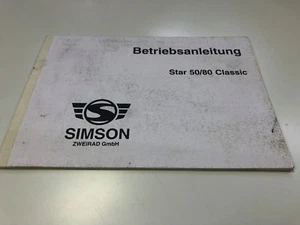 Betriebsanleitung
Star 50/80 Classic
SIMSON
ZWEIRAD GmbH